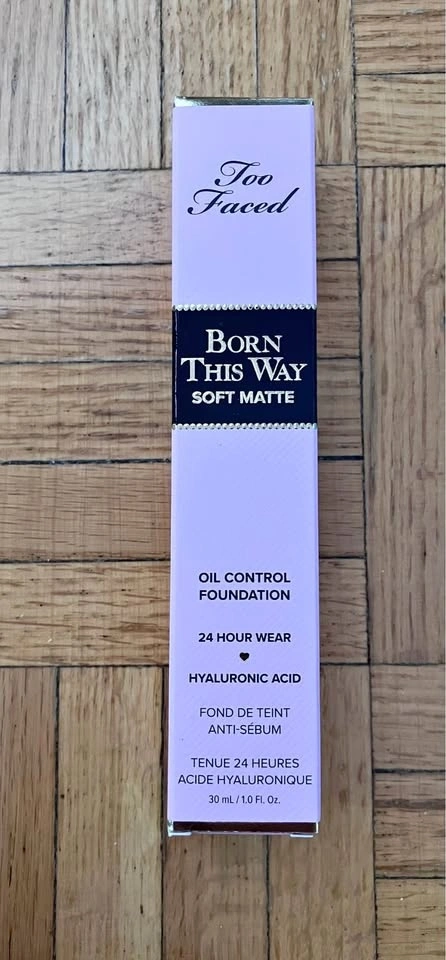 Too
Faced
BORN
THIS WAY
SOFT MATTE
OIL CONTROL
FOUNDATION
24 HOUR WEAR
HYALURONIC ACID
FOND DE TEINT
ANTI-SÉBUM
TENUE 24 HEURES
ACIDE HYALURONIQUE
30 mL / 1.0 Fl. Oz.